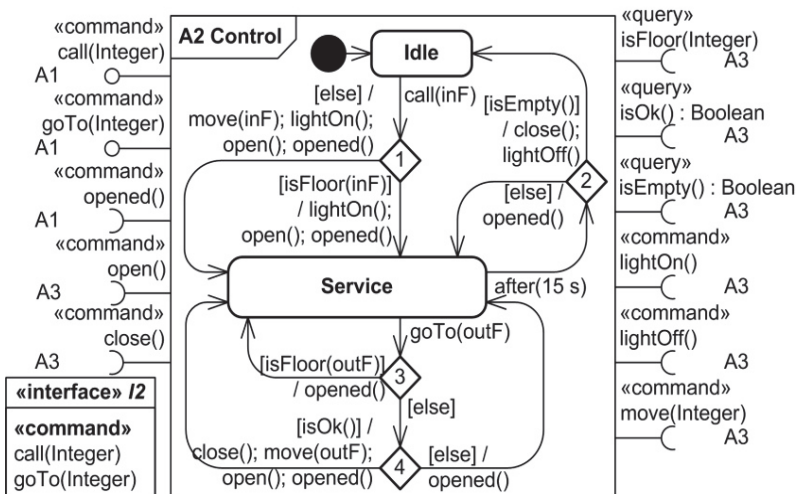 «command»
call(Integer)
A1
«command»
goTo(Integer)
A1
«command»
opened()
A1
«command»
open()
A3
«command»
close()
A3
«interface» I2
«command»
call(Integer)
goTo(Integer)
A2 Control
Idle
call(inF)
[else] /
move(inF); lightOn();
open(); opened()
1
[isFloor(inF)]
/ lightOn();
open(); opened()
[isEmpty()]
/ close();
lightOff()
2
[else] /
opened()
Service
after(15 s)
goTo(outF)
[isFloor(outF)]
/ opened()
3
[else]
[isOk()] /
close(); move(outF);
open(); opened()
4
[else] /
opened()
«query»
isFloor(Integer)
A3
«query»
isOk() : Boolean
A3
«query»
isEmpty() : Boolean
A3
«command»
lightOn()
A3
«command»
lightOff()
A3
«command»
move(Integer)
A3